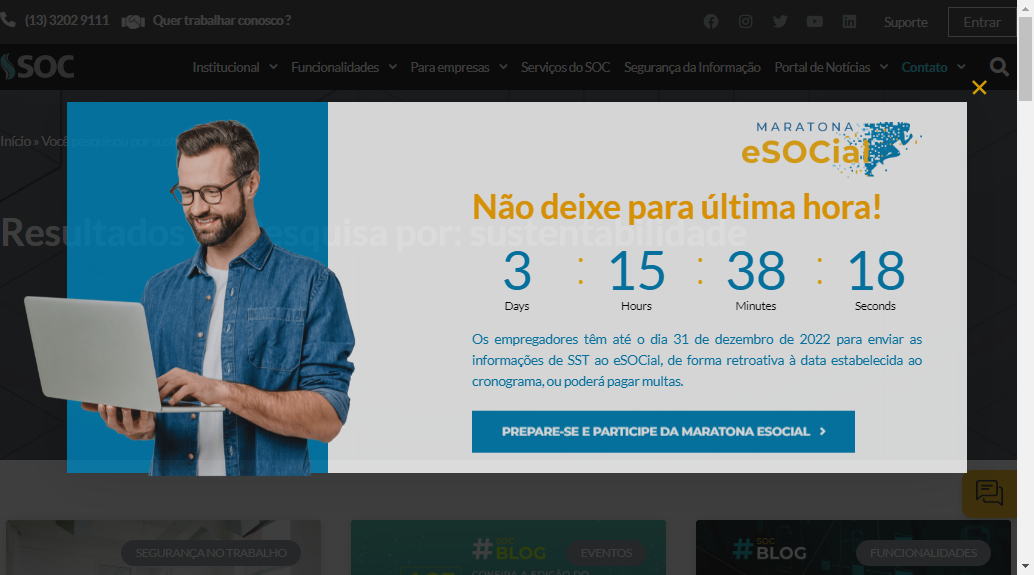 (13) 3202 9111 Quer trabalhar conosco ? Suporte Entrar
SOC Institucional Funcionalidades Para empresas Serviços do SOC Segurança da Informação Portal de Notícias Contato
Início » Você pesquisou por
MARATONA
eSOCial
Não deixe para última hora!
Resultados da pesquisa por: sustentabilidade
3 : 15 : 38 : 18
Days Hours Minutes Seconds
Os empregadores têm até o dia 31 de dezembro de 2022 para enviar as
informações de SST ao eSOCial, de forma retroativa à data estabelecida ao
cronograma, ou poderá pagar multas.
PREPARE-SE E PARTICIPE DA MARATONA ESOCIAL
SEGURANÇA NO TRABALHO
#SOC BLOG
EVENTOS
CONFIRA A EDIÇÃO DO
#SOC BLOG
FUNCIONALIDADES